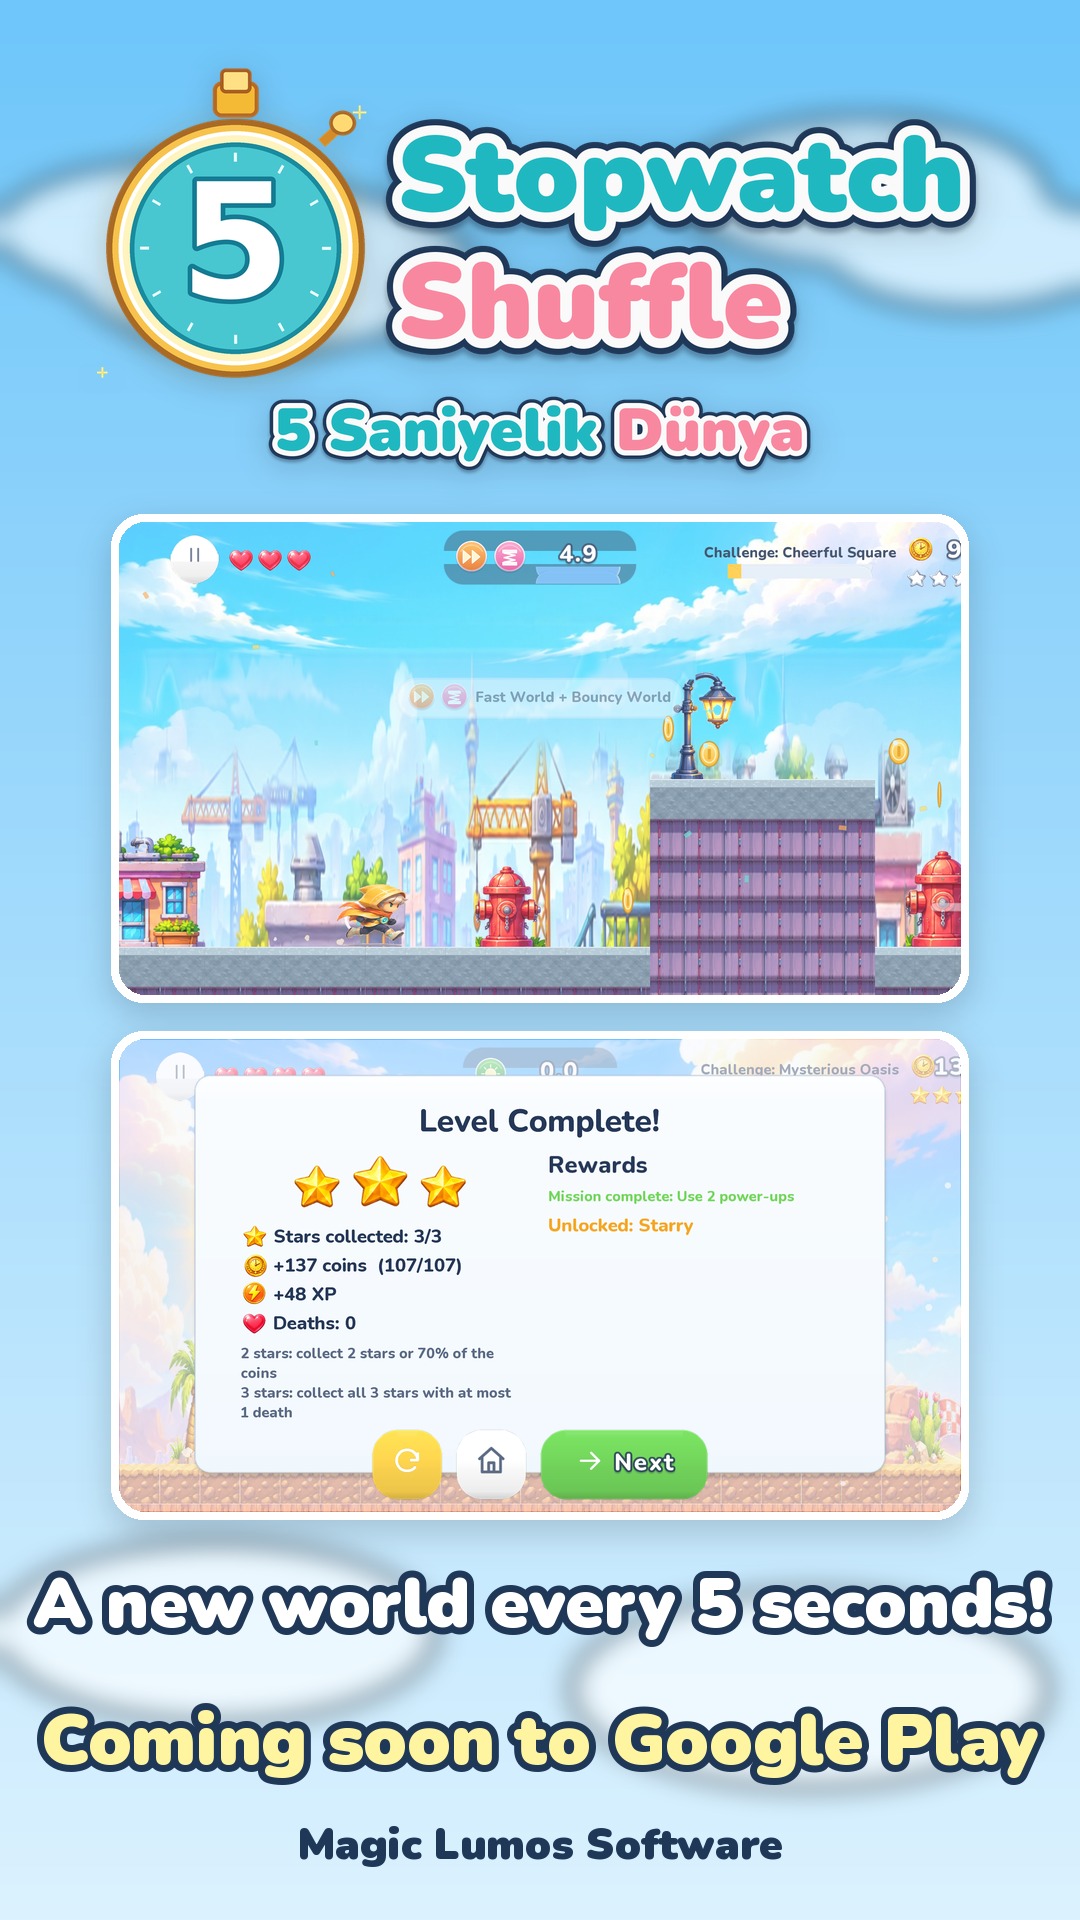 5
Stopwatch
Shuffle
5 Saniyelik Dünya
4.9
Challenge: Cheerful Square
9
Fast World + Bouncy World
0.0
Challenge: Mysterious Oasis
13
Level Complete!
Stars collected: 3/3
+137 coins (107/107)
+48 XP
Deaths: 0
2 stars: collect 2 stars or 70% of the
coins
3 stars: collect all 3 stars with at most
1 death
Rewards
Mission complete: Use 2 power-ups
Unlocked: Starry
Next
A new world every 5 seconds!
Coming soon to Google Play
Magic Lumos Software